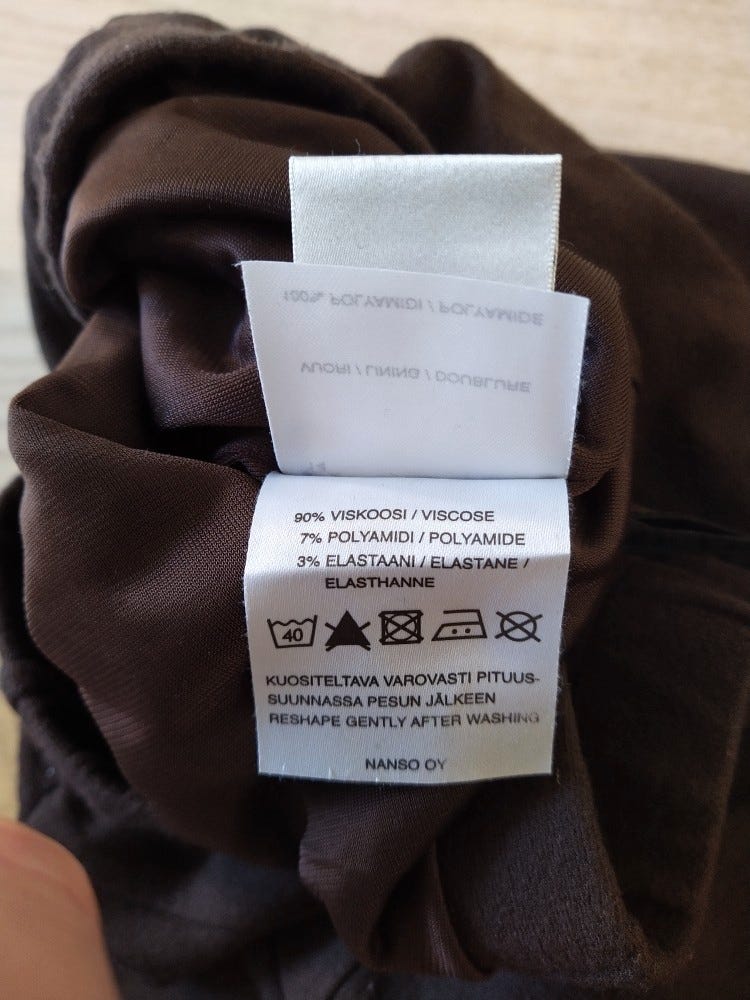 100% POLYAMIDI / POLYAMIDE
VUORI / LINING / DOUBLURE
90% VISKOOSI / VISCOSE
7% POLYAMIDI / POLYAMIDE
3% ELASTAANI / ELASTANE /
ELASTHANNE
40
KUOSITELTAVA VAROVASTI PITUUS-
SUUNNASSA PESUN JÄLKEEN
RESHAPE GENTLY AFTER WASHING
NANSO OY